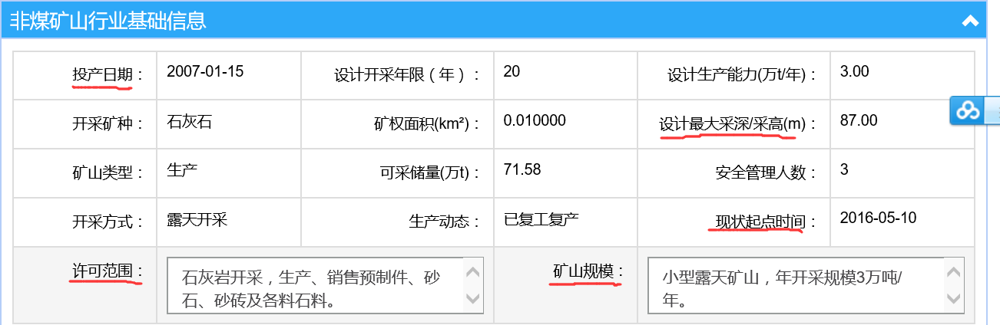 非煤矿山行业基础信息
投产日期： 2007-01-15 设计开采年限（年）： 20 设计生产能力(万t/年)： 3.00
开采矿种： 石灰石 矿权面积(km²)： 0.010000 设计最大采深/采高(m)： 87.00
矿山类型： 生产 可采储量(万t)： 71.58 安全管理人数： 3
开采方式： 露天开采 生产动态： 已复工复产 现状起点时间： 2016-05-10
许可范围： 石灰岩开采，生产、销售预制件、砂
石、砂砖及各料石料。
矿山规模： 小型露天矿山，年开采规模3万吨/
年。